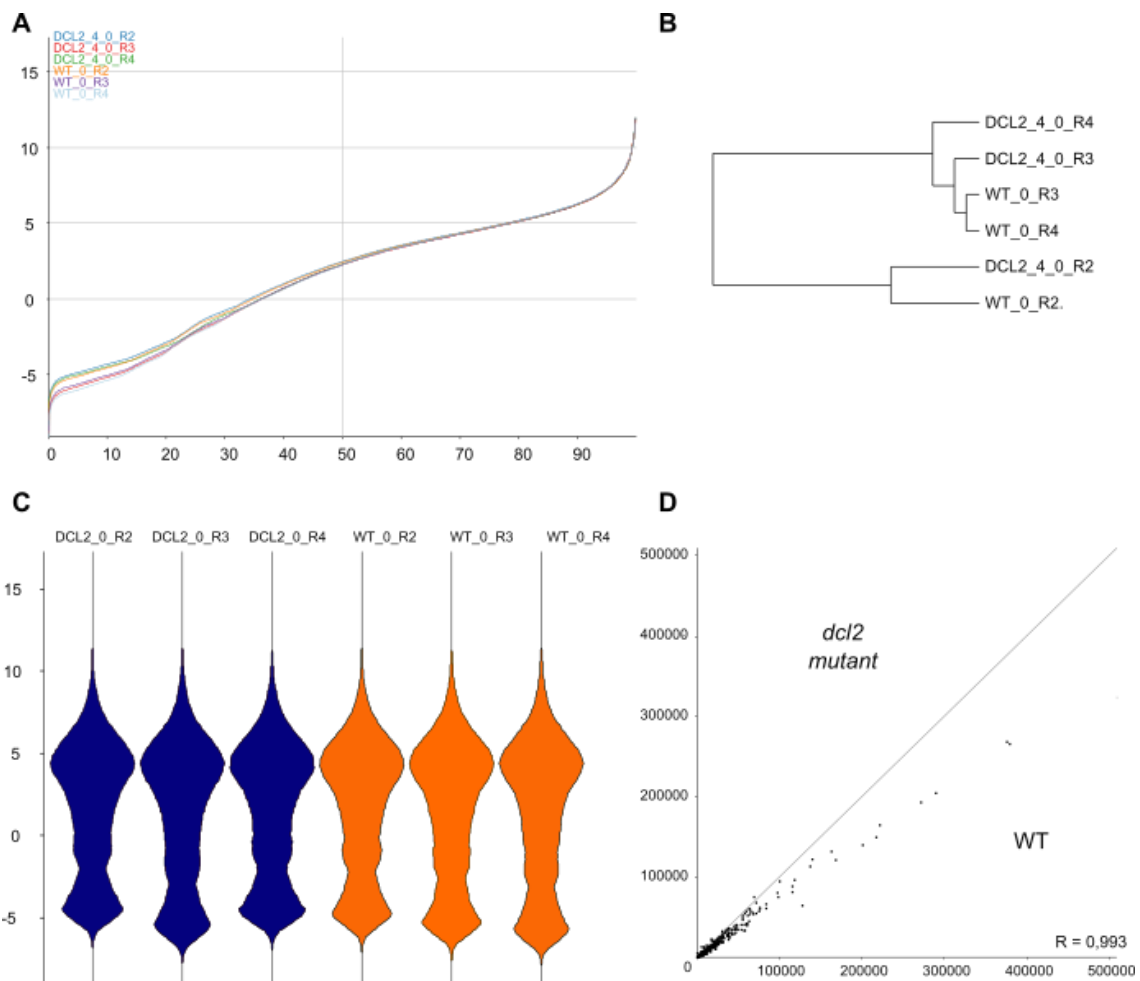 A
DCL2_4_0_R2
DCL2_4_0_R3
DCL2_4_0_R4
WT_0_R2
WT_0_R3
WT_0_R4
15
10
5
0
-5
0 10 20 30 40 50 60 70 80 90
B
DCL2_4_0_R4
DCL2_4_0_R3
WT_0_R3
WT_0_R4
DCL2_4_0_R2
WT_0_R2.
C
DCL2_0_R2 DCL2_0_R3 DCL2_0_R4 WT_0_R2 WT_0_R3 WT_0_R4
15
10
5
0
-5
D
500000
400000
300000
200000
100000
dcl2
mutant
WT
R = 0,993
0 100000 200000 300000 400000 500000